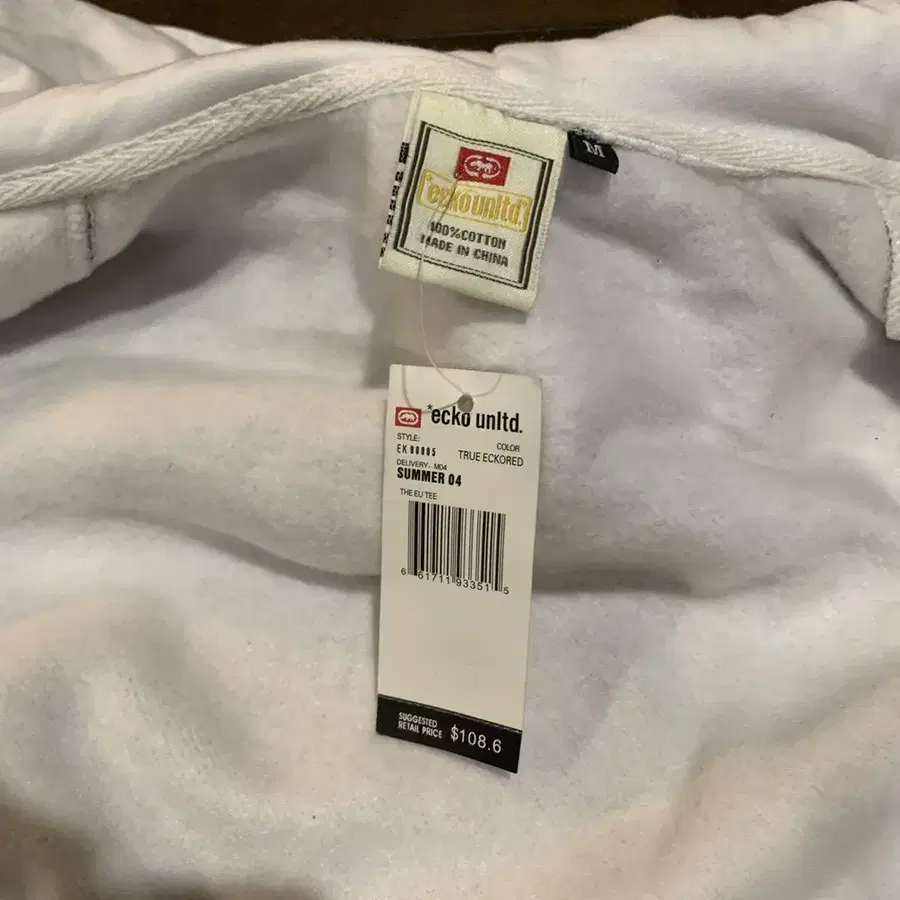 *ecko unltd.
100%COTTON
MADE IN CHINA
M
*ecko unltd.
STYLE:
COLOR
EK 00005
TRUE ECKORED
DELIVERY- M04
SUMMER 04
THE EU TEE
6 61711 93351 5
SUGGESTED
RETAIL PRICE $108.6